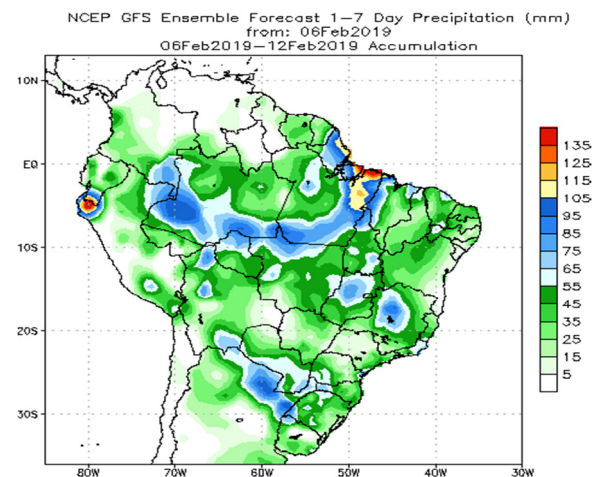 NCEP GFS Ensemble Forecast 1–7 Day Precipitation (mm)
from: 06Feb2019
06Feb2019–12Feb2019 Accumulation
10N
EQ
10S
20S
30S
80W
70W
60W
50W
40W
30W
135
125
115
105
95
85
75
65
55
45
35
25
15
5